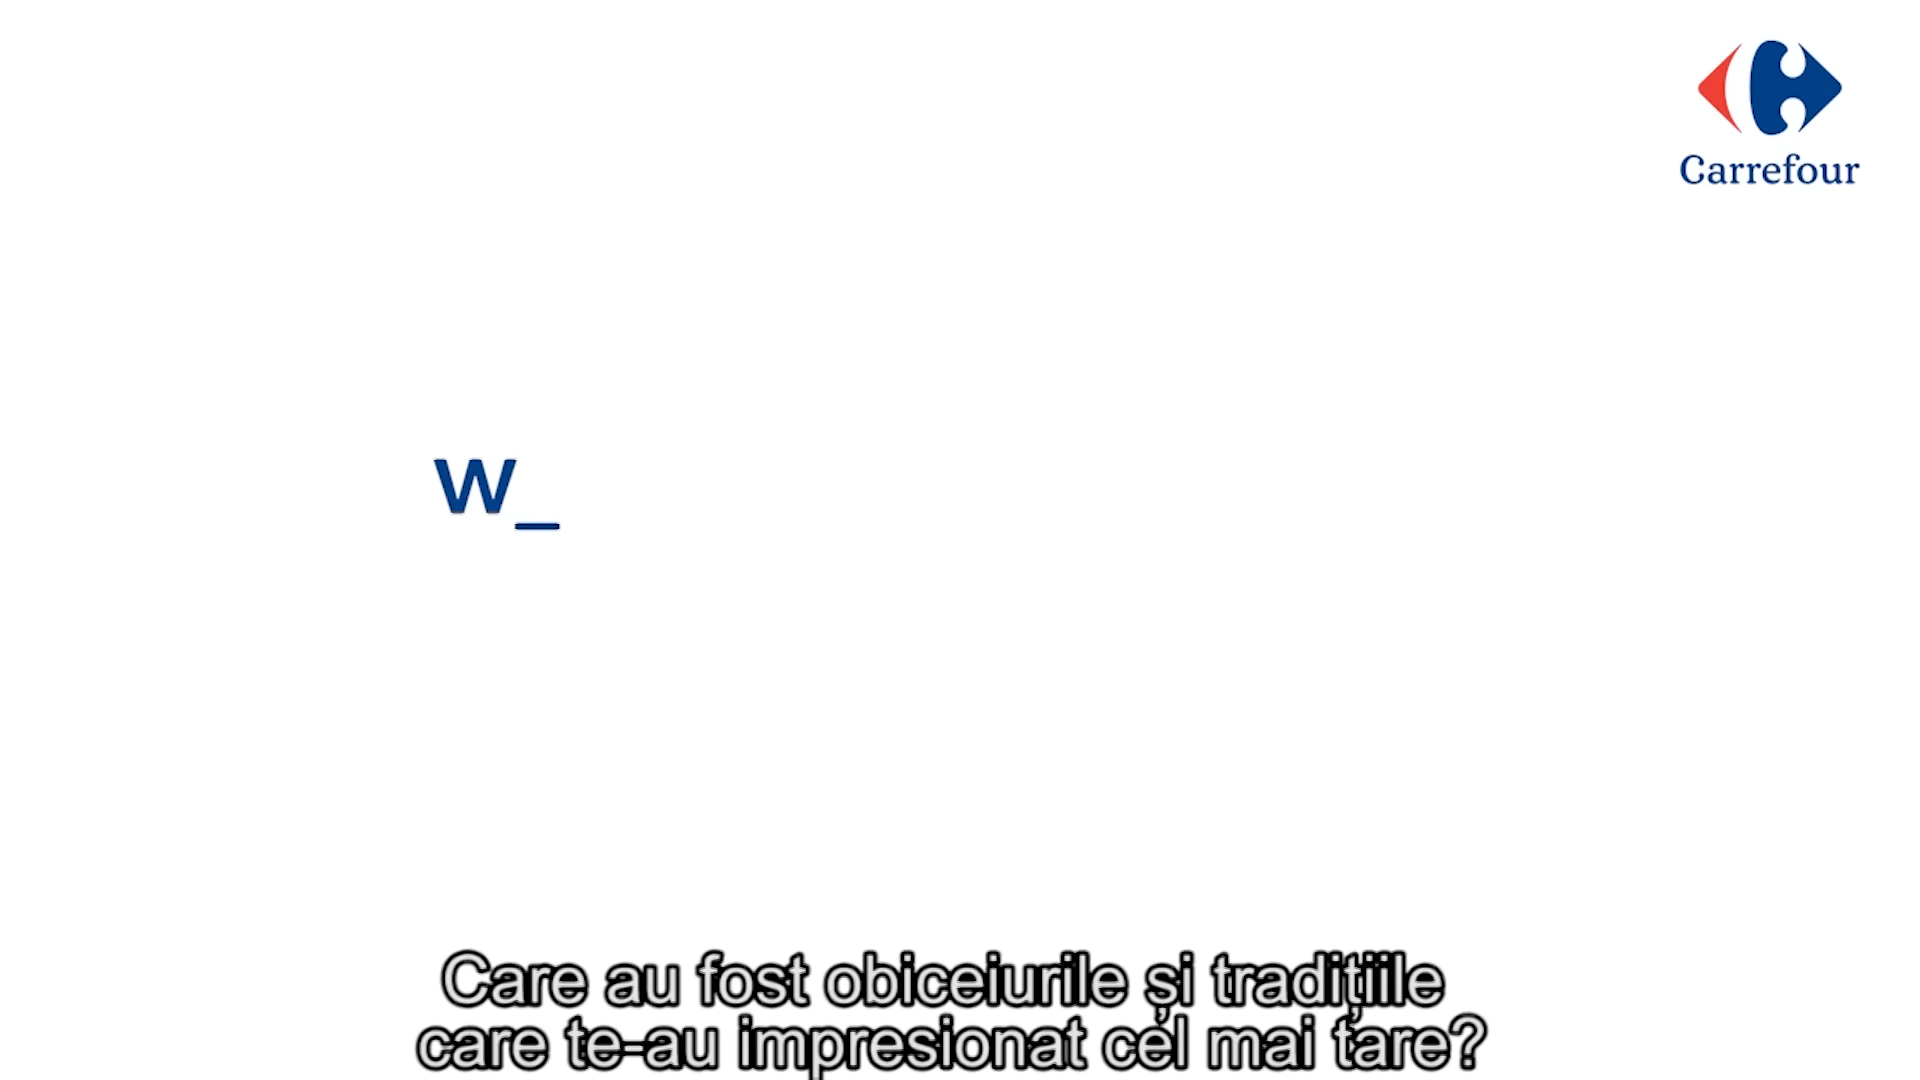 Carrefour
W_
Care au fost obiceiurile și tradițiile
care te-au impresionat cel mai tare?